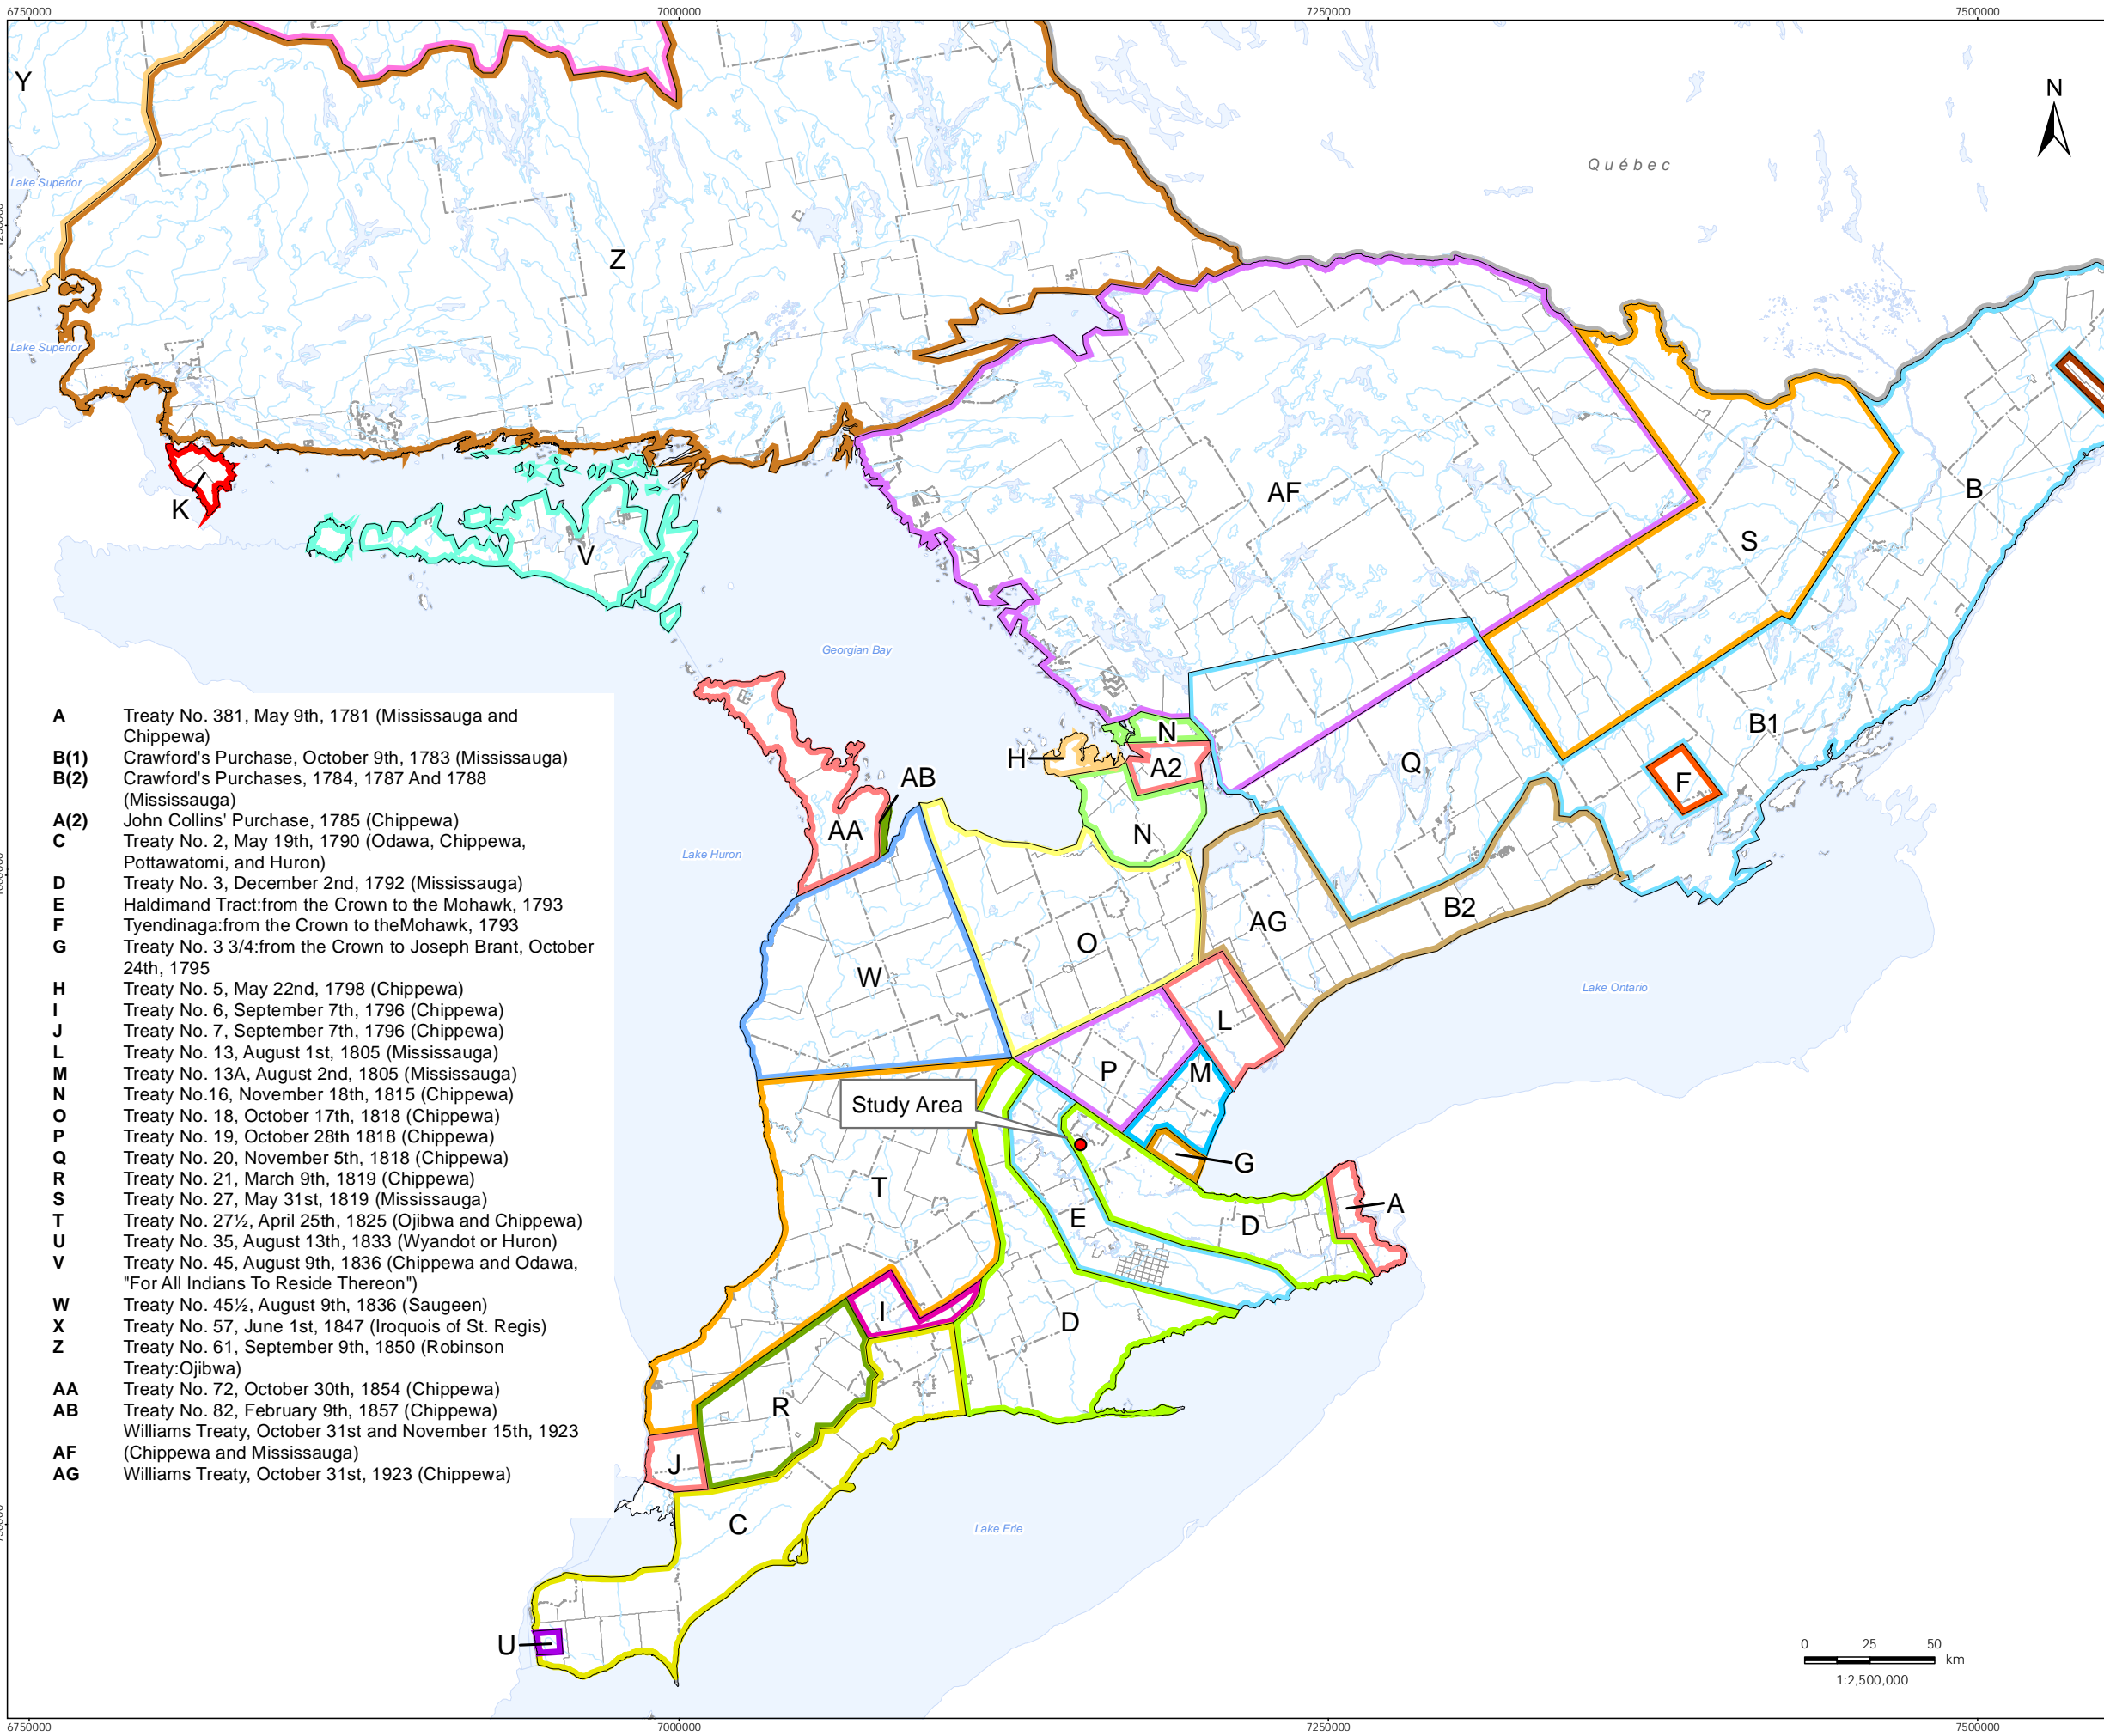 6750000
7000000
7250000
7500000
Y
N
Québec
Lake Superior
Z
Lake Superior
AF
B
S
K
V
Georgian Bay
B1
N
H
A2
Q
F
AB
AA
N
Lake Huron
B2
AG
O
W
Lake Ontario
L
P
M
Study Area
G
T
A
E
D
I
D
R
J
C
Lake Erie
U
A Treaty No. 381, May 9th, 1781 (Mississauga and
Chippewa)
B(1) Crawford's Purchase, October 9th, 1783 (Mississauga)
B(2) Crawford's Purchases, 1784, 1787 And 1788
(Mississauga)
A(2) John Collins' Purchase, 1785 (Chippewa)
C Treaty No. 2, May 19th, 1790 (Odawa, Chippewa,
Pottawatomi, and Huron)
D Treaty No. 3, December 2nd, 1792 (Mississauga)
E Haldimand Tract:from the Crown to the Mohawk, 1793
F Tyendinaga:from the Crown to theMohawk, 1793
G Treaty No. 3 3/4:from the Crown to Joseph Brant, October
24th, 1795
H Treaty No. 5, May 22nd, 1798 (Chippewa)
I Treaty No. 6, September 7th, 1796 (Chippewa)
J Treaty No. 7, September 7th, 1796 (Chippewa)
L Treaty No. 13, August 1st, 1805 (Mississauga)
M Treaty No. 13A, August 2nd, 1805 (Mississauga)
N Treaty No.16, November 18th, 1815 (Chippewa)
O Treaty No. 18, October 17th, 1818 (Chippewa)
P Treaty No. 19, October 28th 1818 (Chippewa)
Q Treaty No. 20, November 5th, 1818 (Chippewa)
R Treaty No. 21, March 9th, 1819 (Chippewa)
S Treaty No. 27, May 31st, 1819 (Mississauga)
T Treaty No. 27½, April 25th, 1825 (Ojibwa and Chippewa)
U Treaty No. 35, August 13th, 1833 (Wyandot or Huron)
V Treaty No. 45, August 9th, 1836 (Chippewa and Odawa,
"For All Indians To Reside Thereon")
W Treaty No. 45½, August 9th, 1836 (Saugeen)
X Treaty No. 57, June 1st, 1847 (Iroquois of St. Regis)
Z Treaty No. 61, September 9th, 1850 (Robinson
Treaty:Ojibwa)
AA Treaty No. 72, October 30th, 1854 (Chippewa)
AB Treaty No. 82, February 9th, 1857 (Chippewa)
Williams Treaty, October 31st and November 15th, 1923
AF (Chippewa and Mississauga)
AG Williams Treaty, October 31st, 1923 (Chippewa)
0 25 50
km
1:2,500,000
6750000
7000000
7250000
7500000